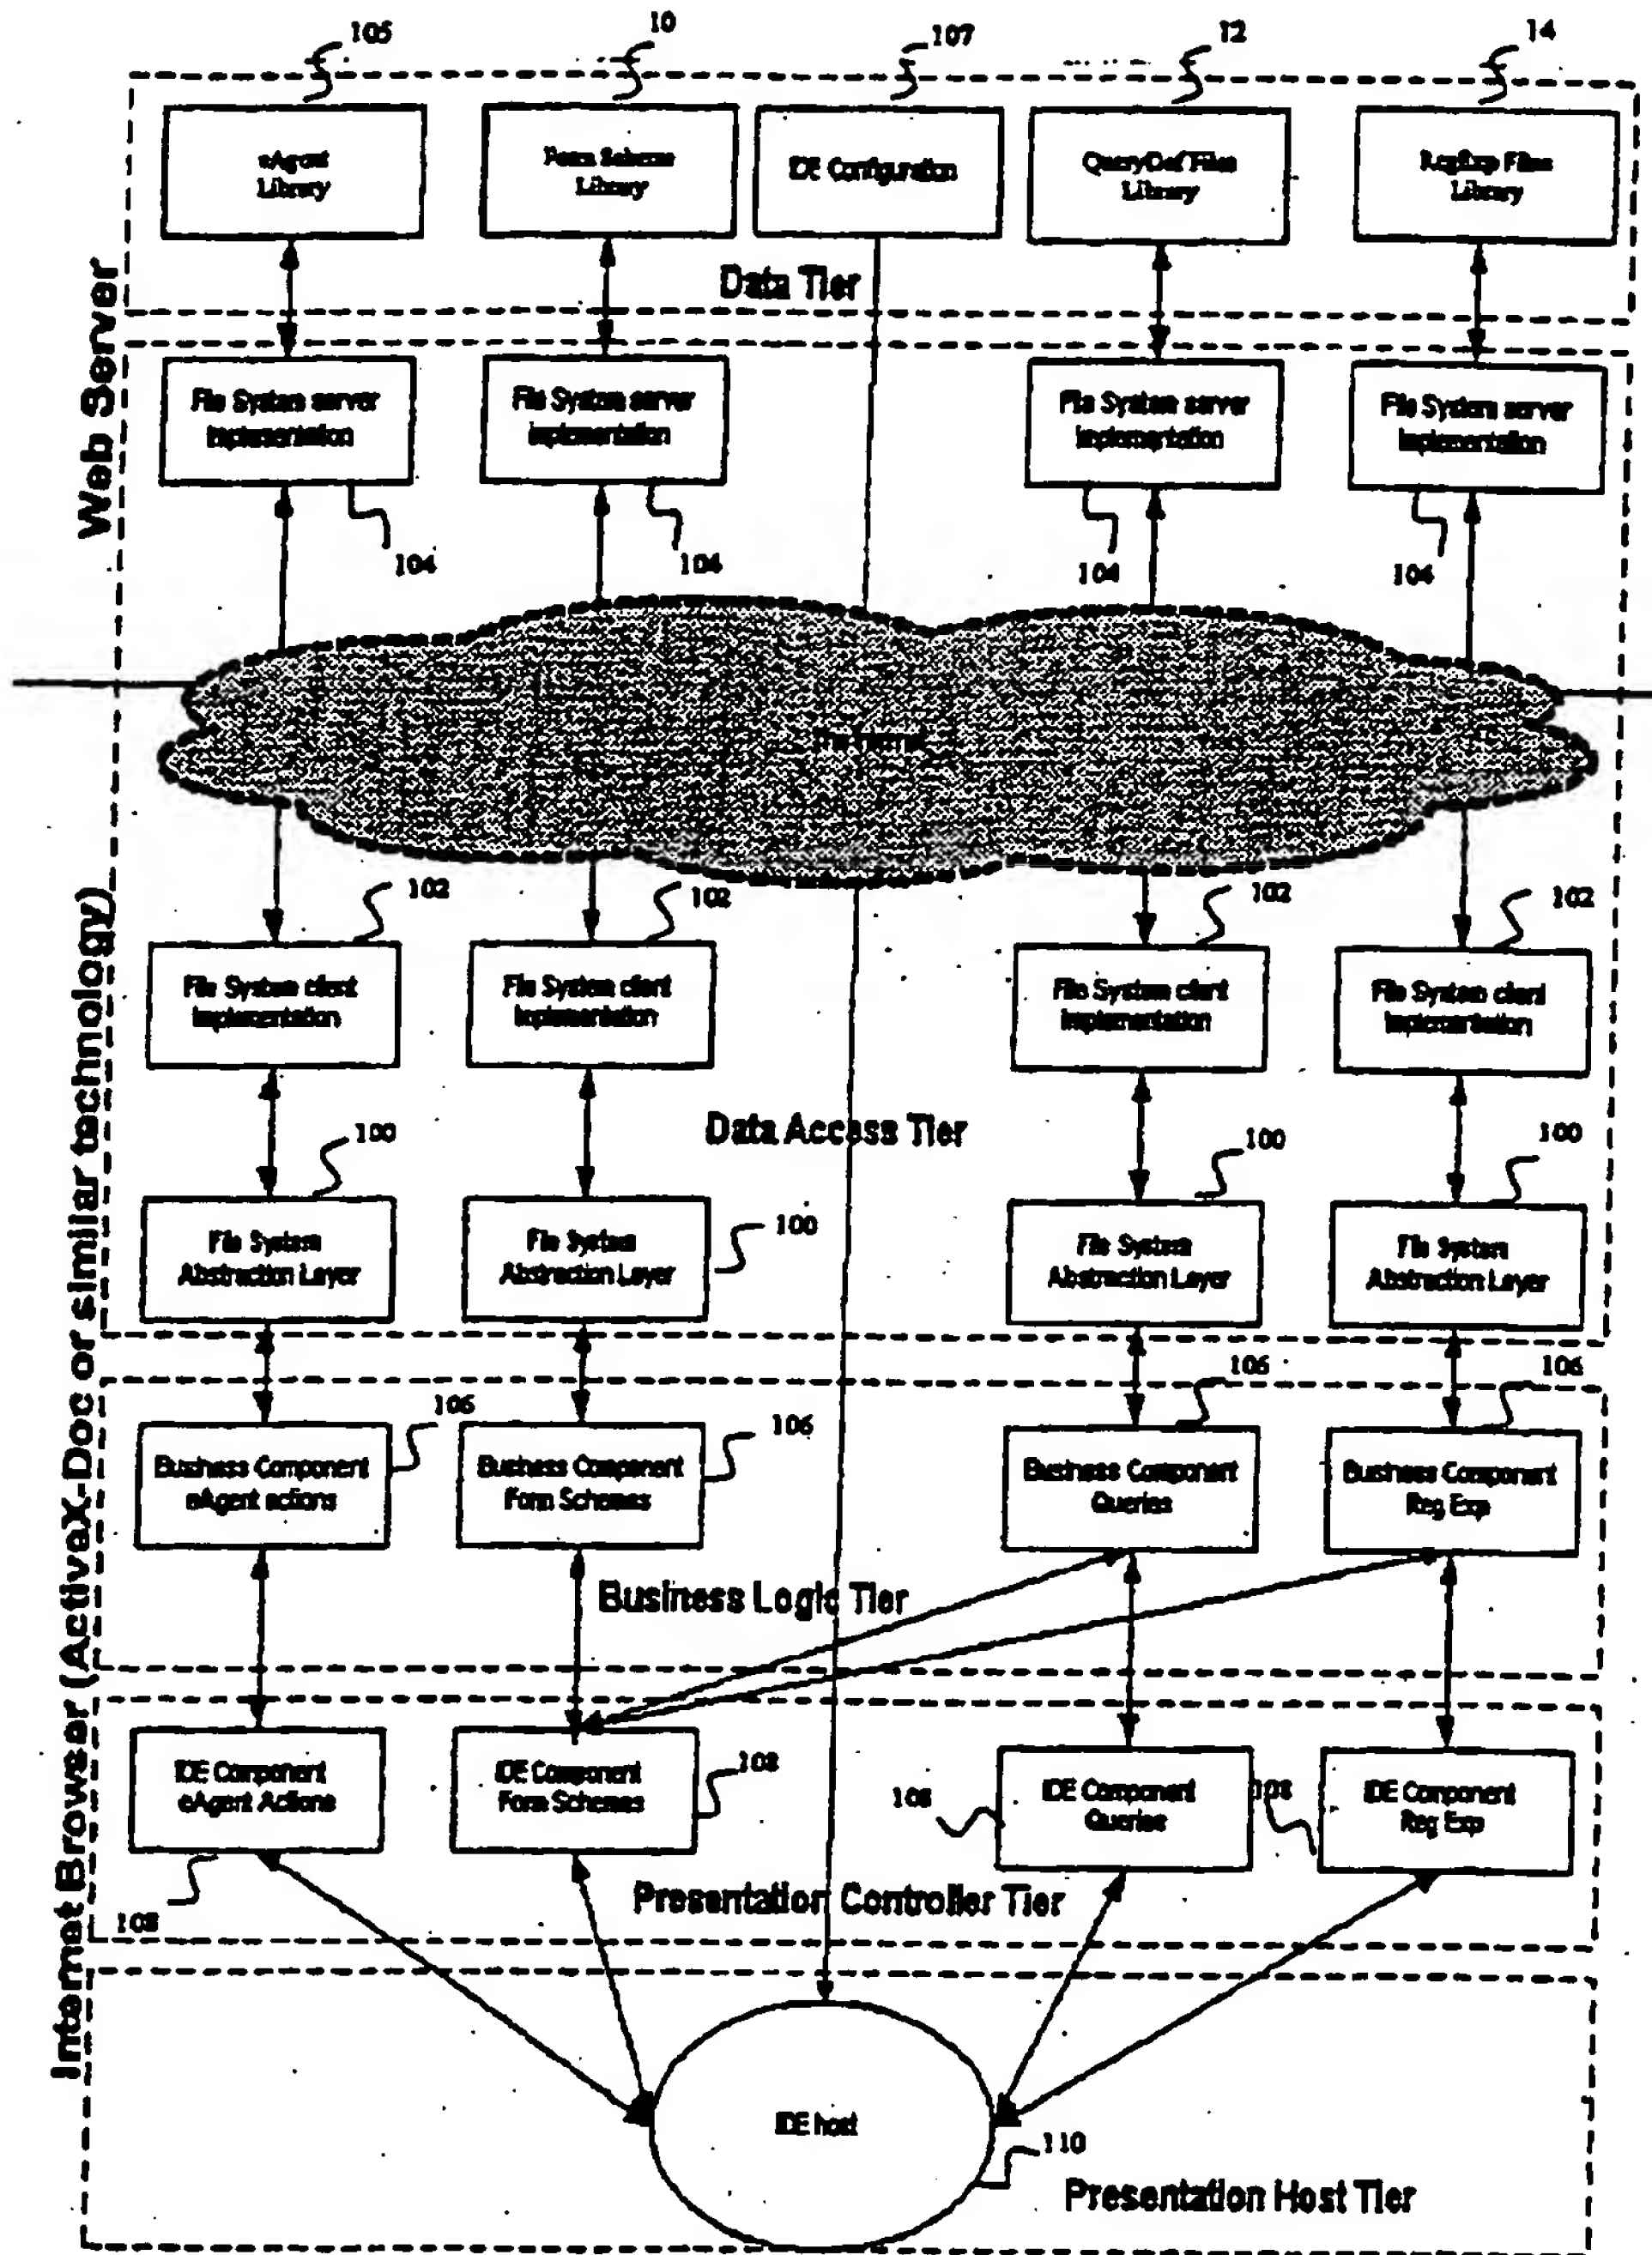 105
10
107
12
14
eAgent
Library
Form Scheme
Library
IDE Configuration
QueryDef Files
Library
RegExp Files
Library
Data Tier
Web Server
File System server
Implementation
File System server
Implementation
File System server
Implementation
File System server
Implementation
104
104
104
104
102
102
102
102
File System client
Implementation
File System client
Implementation
File System client
Implementation
File System client
Implementation
Data Access Tier
100
100
100
100
File System
Abstraction Layer
File System
Abstraction Layer
File System
Abstraction Layer
File System
Abstraction Layer
Internet Browser (ActiveX-Doc or similar technology)
106
106
106
106
Business Component
eAgent actions
Business Component
Form Schemes
Business Component
Queries
Business Component
Reg Exp
Business Logic Tier
IDE Component
eAgent Actions
IDE Component
Form Schemes
IDE Component
Queries
IDE Component
Reg Exp
108
108
108
108
Presentation Controller Tier
IDE host
110
Presentation Host Tier